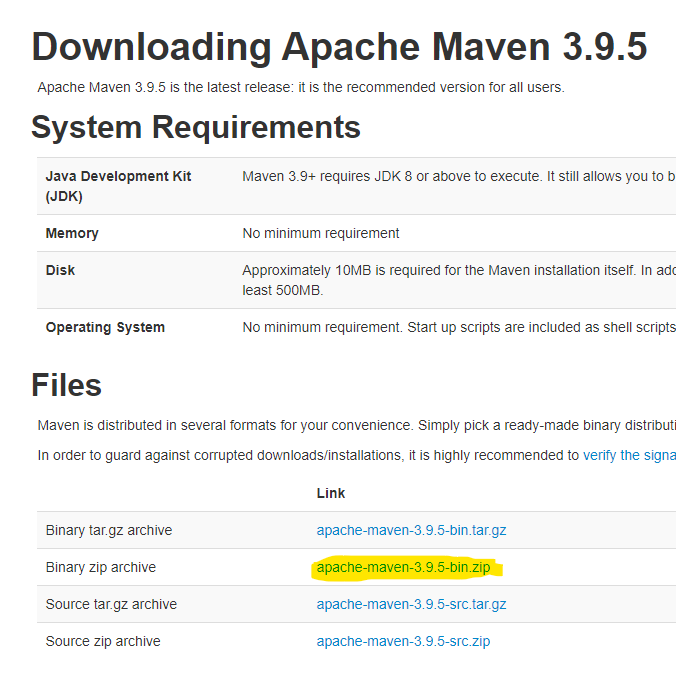 Downloading Apache Maven 3.9.5
Apache Maven 3.9.5 is the latest release: it is the recommended version for all users.
System Requirements
Java Development Kit (JDK)
Maven 3.9+ requires JDK 8 or above to execute. It still allows you to b
Memory
No minimum requirement
Disk
Approximately 10MB is required for the Maven installation itself. In add
least 500MB.
Operating System
No minimum requirement. Start up scripts are included as shell scripts
Files
Maven is distributed in several formats for your convenience. Simply pick a ready-made binary distributi
In order to guard against corrupted downloads/installations, it is highly recommended to verify the signa
Link
Binary tar.gz archive
apache-maven-3.9.5-bin.tar.gz
Binary zip archive
apache-maven-3.9.5-bin.zip
Source tar.gz archive
apache-maven-3.9.5-src.tar.gz
Source zip archive
apache-maven-3.9.5-src.zip